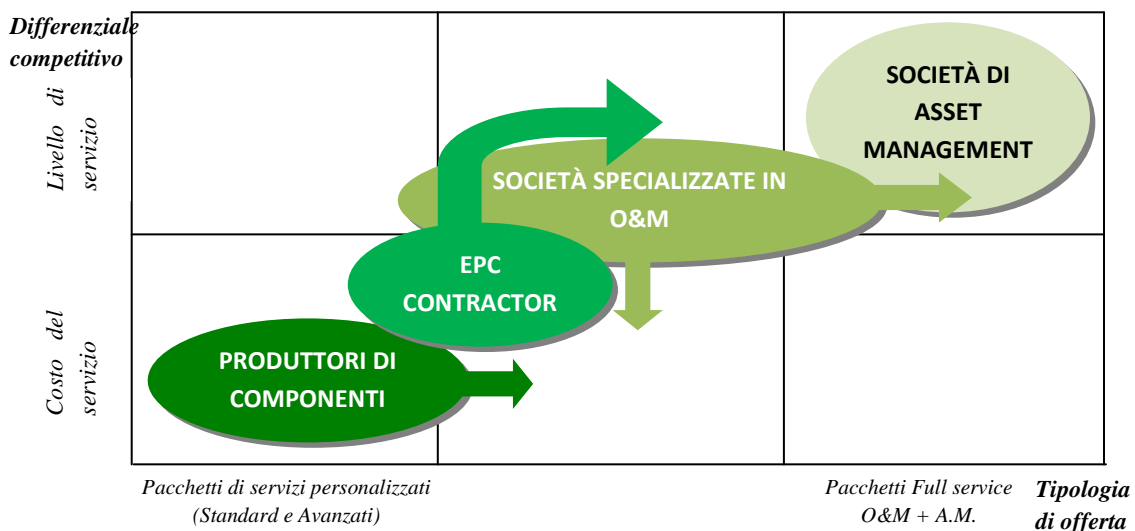 Differenziale
competitivo
Livello di
servizio
Costo del
servizio
SOCIETÀ DI
ASSET
MANAGEMENT
SOCIETÀ SPECIALIZZATE IN
O&M
EPC
CONTRACTOR
PRODUTTORI DI
COMPONENTI
Pacchetti di servizi personalizzati
(Standard e Avanzati)
Pacchetti Full service
O&M + A.M.
Tipologia
di offerta